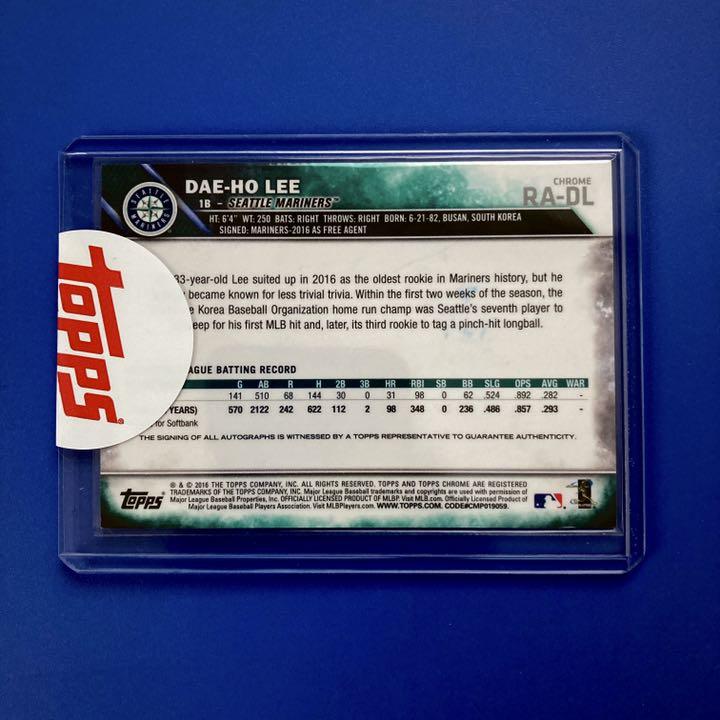 DAE-HO LEE
1B – SEATTLE MARINERS™
CHROME
RA-DL
SEATTLE
MARINERS
HT: 6'4" WT: 250 BATS: RIGHT THROWS: RIGHT BORN: 6-21-82, BUSAN, SOUTH KOREA
SIGNED: MARINERS-2016 AS FREE AGENT
TOPPS®
33-year-old Lee suited up in 2016 as the oldest rookie in Mariners history, but he
became known for less trivial trivia. Within the first two weeks of the season, the
Korea Baseball Organization home run champ was Seattle's seventh player to
for his first MLB hit and, later, its third rookie to tag a pinch-hit longball.
BATTING RECORD
G AB R H 2B 3B HR RBI SB BB SLG OPS AVG WAR
141 510 68 144 30 0 31 98 0 62 .524 .892 .282 -
YEARS) 570 2122 242 622 112 2 98 348 0 236 .486 .857 .293 -
for Softbank
THE SIGNING OF ALL AUTOGRAPHS IS WITNESSED BY A TOPPS REPRESENTATIVE TO GUARANTEE AUTHENTICITY.
Topps
® & © 2016 THE TOPPS COMPANY, INC. ALL RIGHTS RESERVED. TOPPS AND TOPPS CHROME ARE REGISTERED
TRADEMARKS OF THE TOPPS COMPANY, INC. Major League Baseball trademarks and copyrights are used with permission of
Major League Baseball Properties, Inc. OFFICIALLY LICENSED PRODUCT OF MLBP. Visit MLB.com. Officially Licensed Product of
Major League Baseball Players Association. Visit MLBPlayers.com. WWW.TOPPS.COM. CODE#CMP019059.